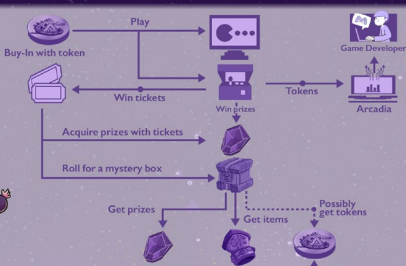 Play
Buy-In with token
Game Developer
Win tickets
Win prizes
Tokens
Arcadia
Acquire prizes with tickets
Roll for a mystery box
Get prizes
Get items
Possibly
get tokens